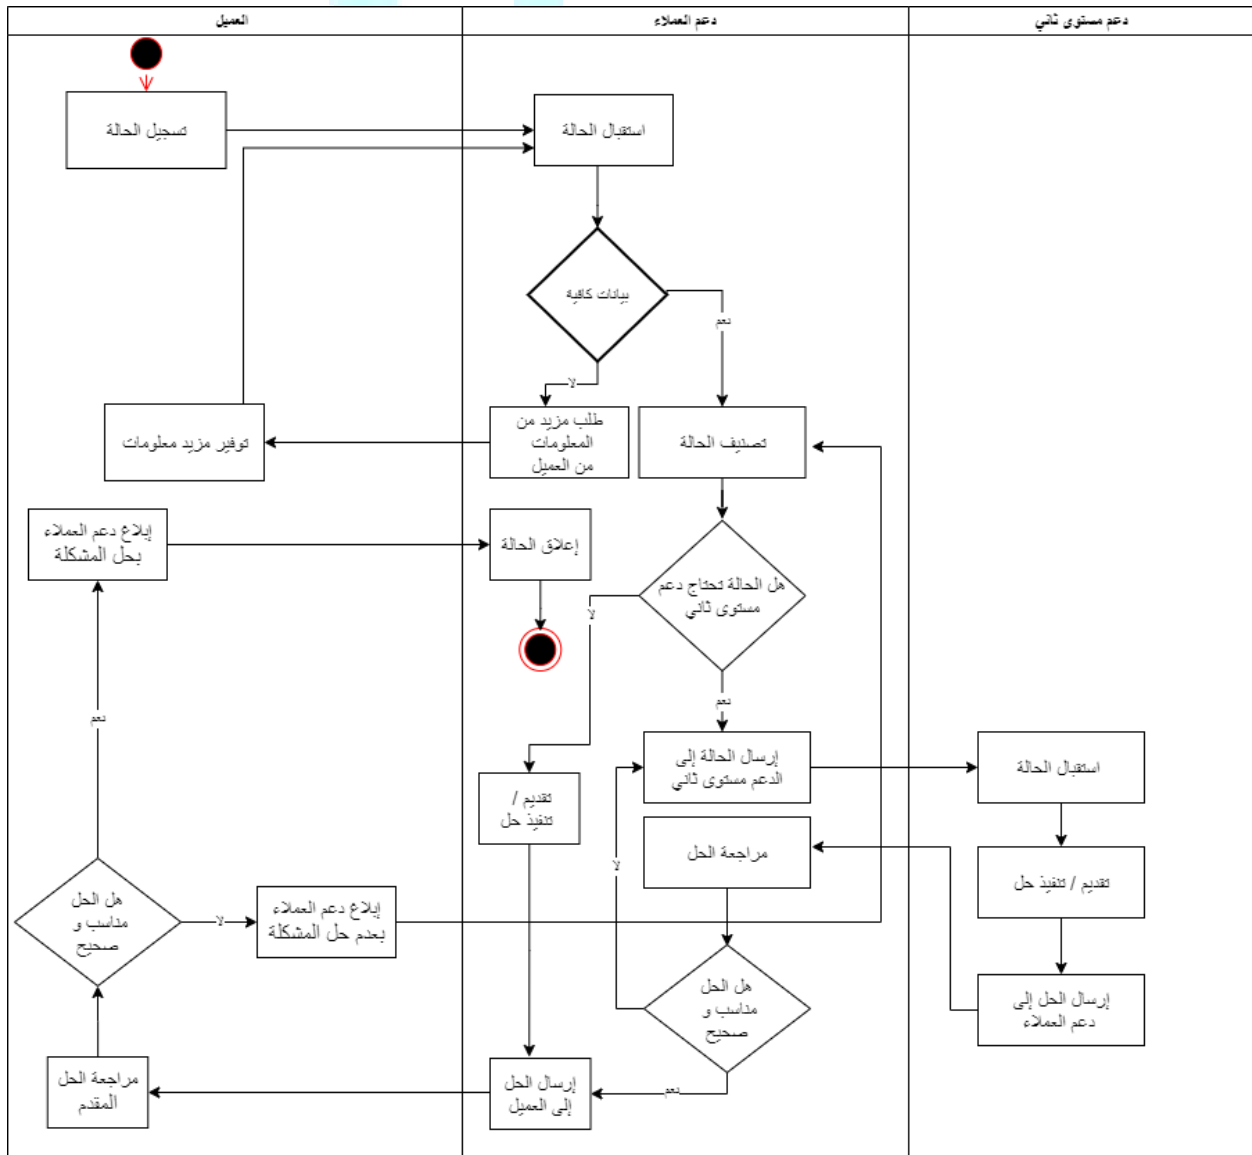 العميل
دعم العملاء
دعم مستوى ثاني
تسجيل الحالة
استقبال الحالة
بيانات كافية
نعم
لا
طلب مزيد من
المعلومات
من العميل
توفير مزيد معلومات
تصنيف الحالة
إبلاغ دعم العملاء
بحل المشكلة
إغلاق الحالة
هل الحالة تحتاج دعم
مستوى ثاني
لا
نعم
نعم
إرسال الحالة إلى
الدعم مستوى ثاني
استقبال الحالة
تقديم /
تنفيذ حل
مراجعة الحل
لا
تقديم / تنفيذ حل
هل الحل
مناسب و
صحيح
لا
إبلاغ دعم العملاء
بعدم حل المشكلة
هل الحل
مناسب و
صحيح
إرسال الحل إلى
دعم العملاء
نعم
إرسال الحل
إلى العميل
مراجعة الحل
المقدم